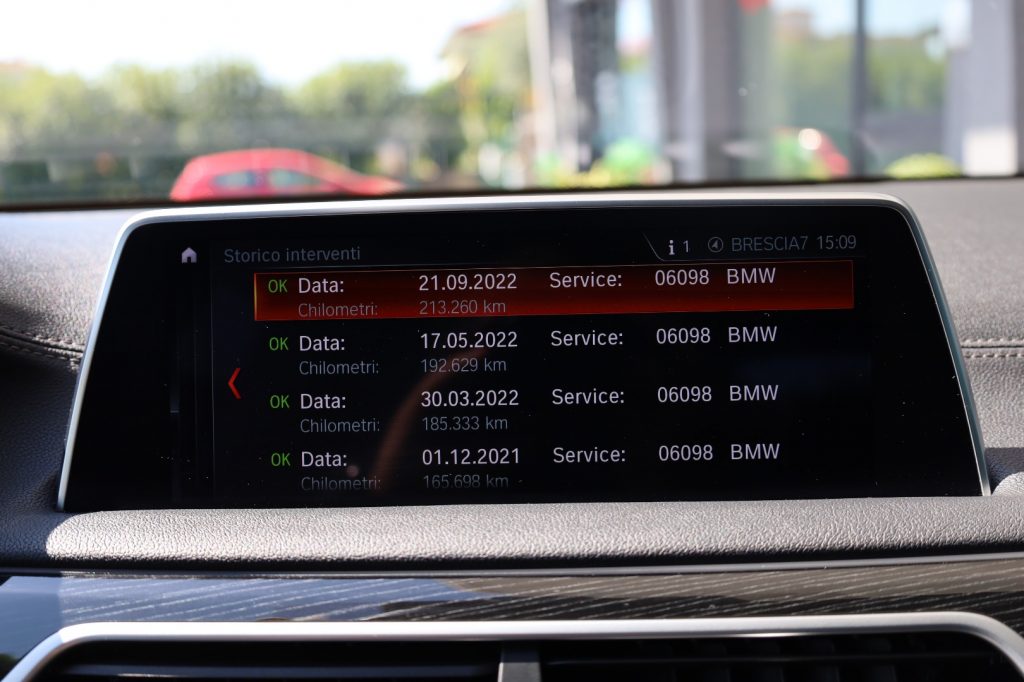 Storico interventi i 1 BRESCIA7 15:09
OK Data: 21.09.2022 Service: 06098 BMW
Chilometri: 213.260 km
OK Data: 17.05.2022 Service: 06098 BMW
Chilometri: 192.629 km
OK Data: 30.03.2022 Service: 06098 BMW
Chilometri: 185.333 km
OK Data: 01.12.2021 Service: 06098 BMW
Chilometri: 165.698 km